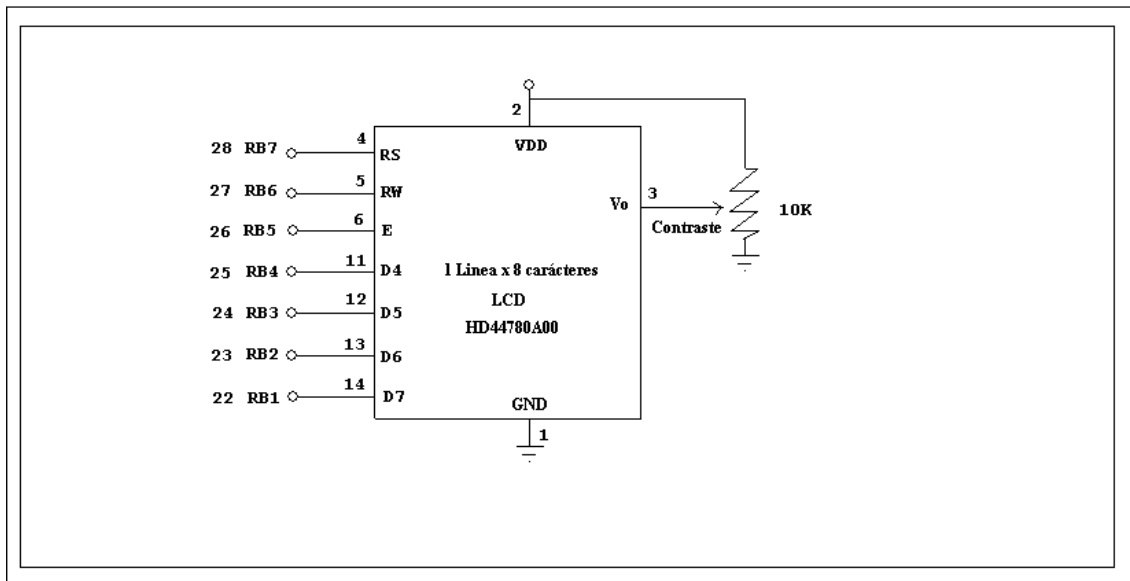 2
VDD
28 RB7 4 RS
27 RB6 5 RW
Vo 3
10K
Contraste
26 RB5 6 E
25 RB4 11 D4
1 Linea x 8 carácteres
LCD
HD44780A00
24 RB3 12 D5
23 RB2 13 D6
22 RB1 14 D7
GND
1